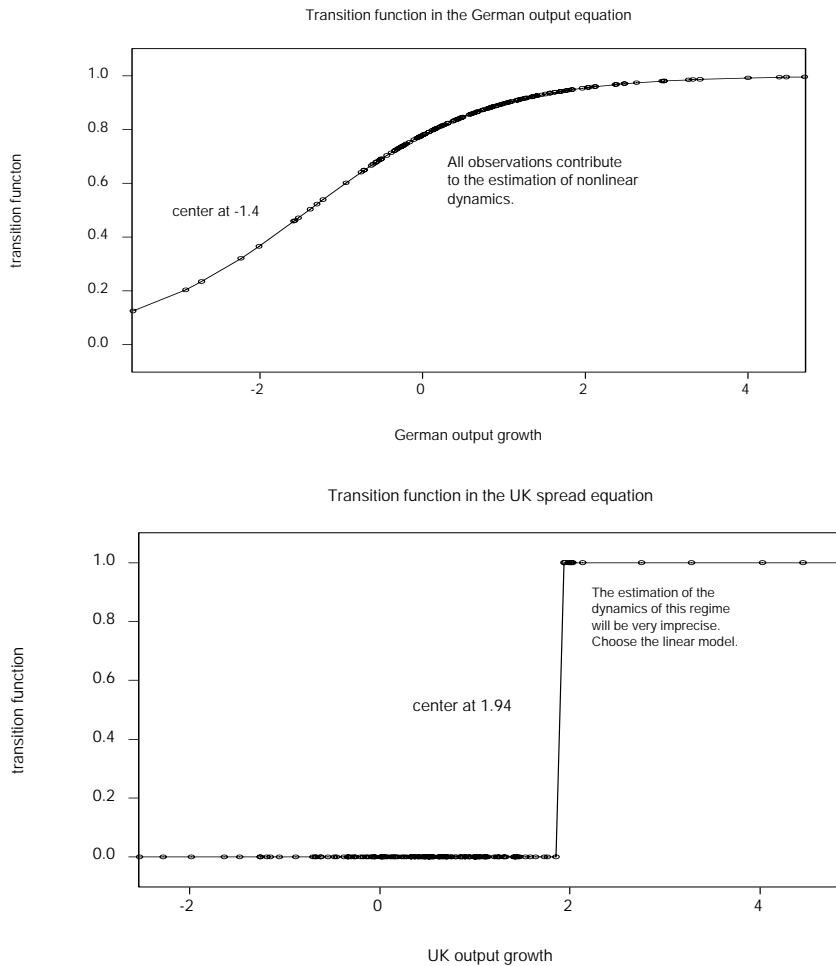 Transition function in the German output equation
1.0
0.8
0.6
0.4
0.2
0.0
transition functon
All observations contribute
to the estimation of nonlinear
dynamics.
center at -1.4
-2
0
2
4
German output growth
Transition function in the UK spread equation
1.0
0.8
0.6
0.4
0.2
0.0
transition function
The estimation of the
dynamics of this regime
will be very imprecise.
Choose the linear model.
center at 1.94
-2
0
2
4
UK output growth